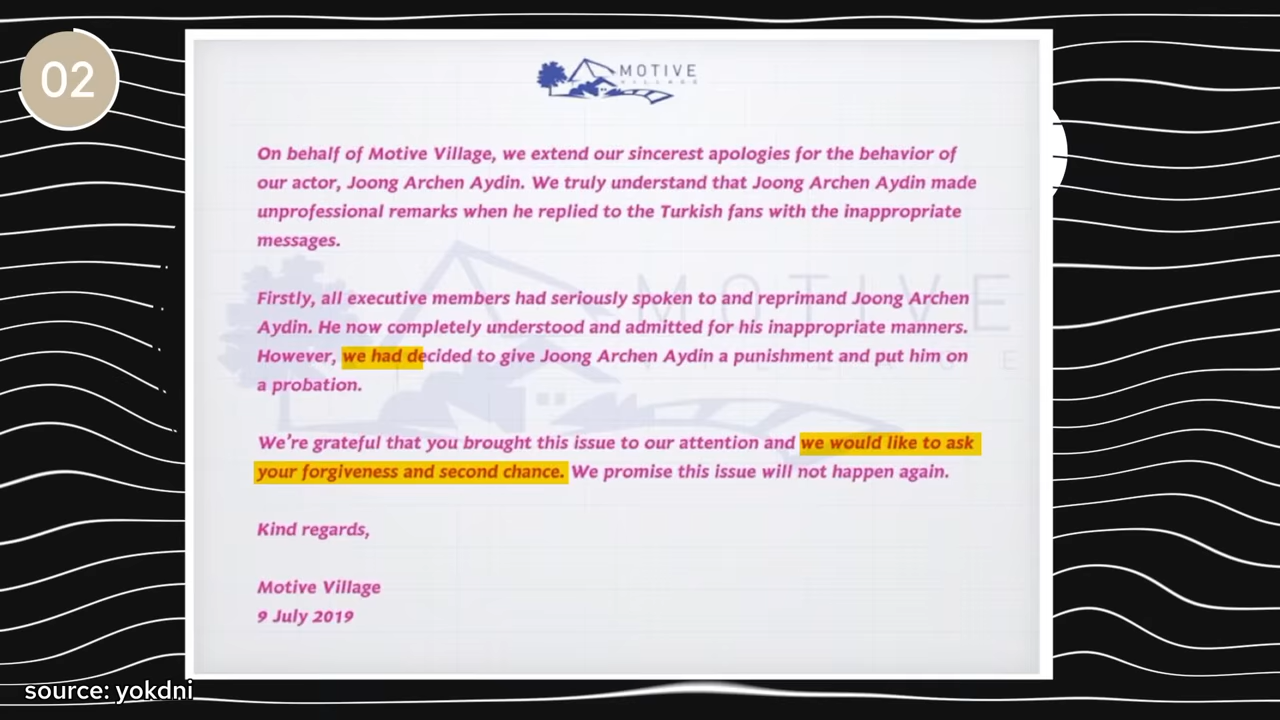 02
MOTIVE
VILLAGE
On behalf of Motive Village, we extend our sincerest apologies for the behavior of
our actor, Joong Archen Aydin. We truly understand that Joong Archen Aydin made
unprofessional remarks when he replied to the Turkish fans with the inappropriate
messages.
Firstly, all executive members had seriously spoken to and reprimand Joong Archen
Aydin. He now completely understood and admitted for his inappropriate manners.
However, we had decided to give Joong Archen Aydin a punishment and put him on
a probation.
We're grateful that you brought this issue to our attention and we would like to ask
your forgiveness and second chance. We promise this issue will not happen again.
Kind regards,
Motive Village
9 July 2019
source: yokdni